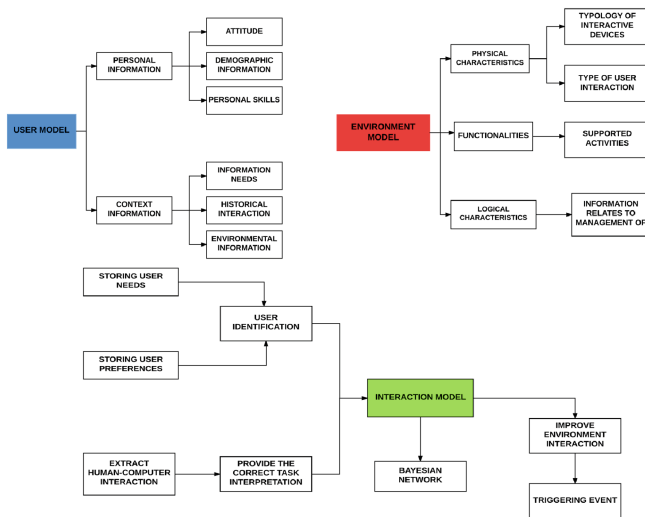 USER MODEL
PERSONAL
INFORMATION
ATTITUDE
DEMOGRAPHIC
INFORMATION
PERSONAL SKILLS
CONTEXT
INFORMATION
INFORMATION
NEEDS
HISTORICAL
INTERACTION
ENVIRONMENTAL
INFORMATION
ENVIRONMENT
MODEL
PHYSICAL
CHARACTERISTICS
TYPOLOGY OF
INTERACTIVE
DEVICES
TYPE OF USER
INTERACTION
FUNCTIONALITIES
SUPPORTED
ACTIVITIES
LOGICAL
CHARACTERISTICS
INFORMATION
RELATES TO
MANAGEMENT OF
STORING USER
NEEDS
USER
IDENTIFICATION
STORING USER
PREFERENCES
EXTRACT
HUMAN-COMPUTER
INTERACTION
PROVIDE THE
CORRECT TASK
INTERPRETATION
INTERACTION MODEL
BAYESIAN
NETWORK
IMPROVE
ENVIRONMENT
INTERACTION
TRIGGERING EVENT